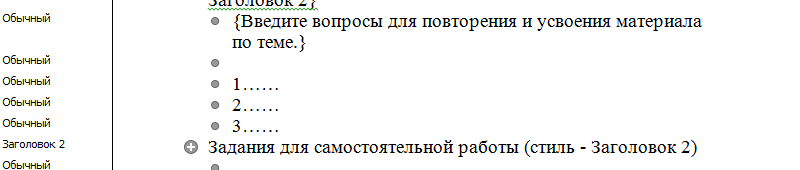 Заголовок 2}
Обычный {Введите вопросы для повторения и усвоения материала
по теме.}
Обычный
Обычный 1……
Обычный 2……
Обычный 3……
Заголовок 2 Задания для самостоятельной работы (стиль - Заголовок 2)
Обычный